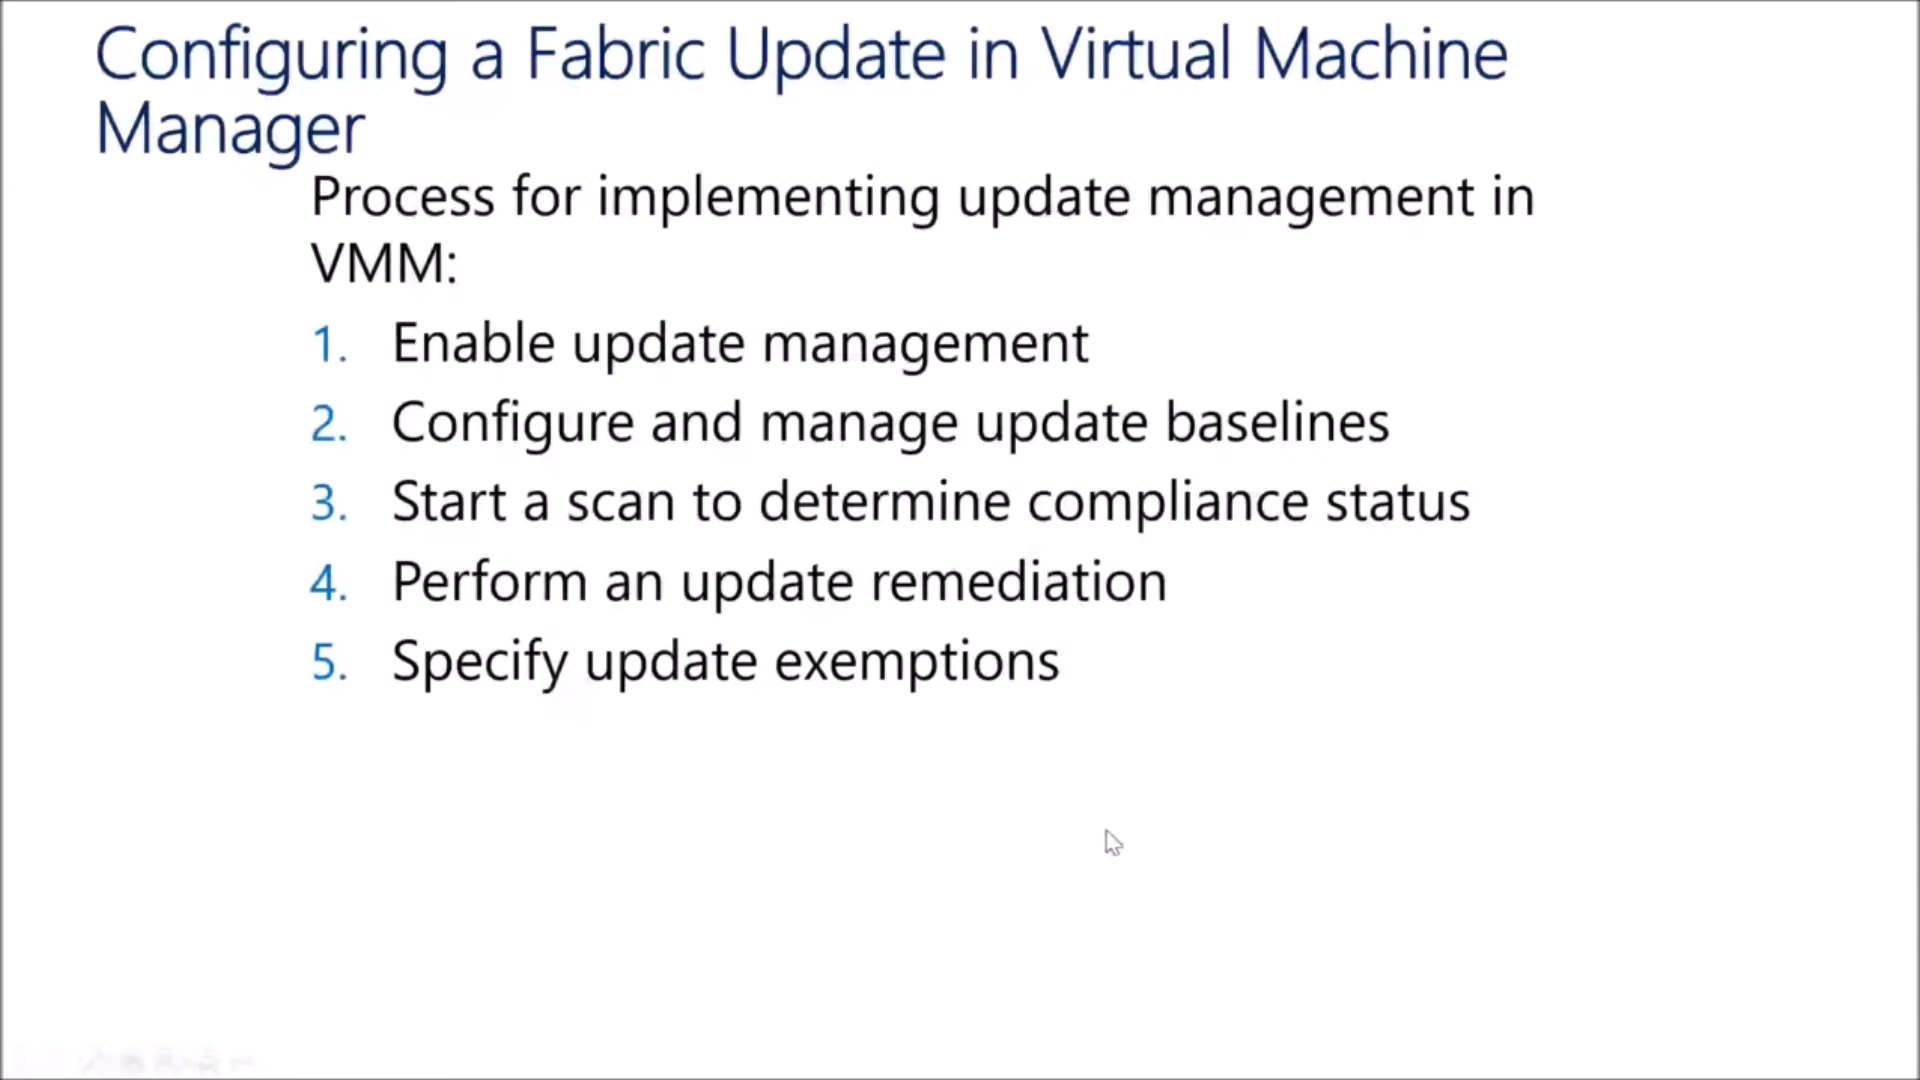 Configuring a Fabric Update in Virtual Machine
Manager
Process for implementing update management in
VMM:
1. Enable update management
2. Configure and manage update baselines
3. Start a scan to determine compliance status
4. Perform an update remediation
5. Specify update exemptions